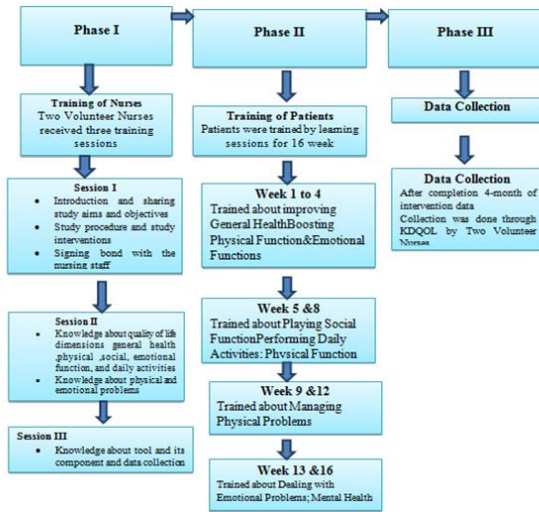 Phase I
Phase II
Phase III
Training of Nurses
Two Volunteer Nurses
received three training
sessions
Session I
• Introduction and sharing
study aims and objectives
• Study procedure and study
interventions
• Signing bond with the
nursing staff
Session II
• Knowledge about quality of life
dimensions general health
,physical ,social, emotional
function, and daily activities
• Knowledge about physical and
emotional problems
Session III
• Knowledge about tool and its
component and data collection
Training of Patients
Patients were trained by learning
sessions for 16 week
Week 1 to 4
Trained about improving
General HealthBoosting
Physical Function&Emotional
Functions
Week 5 &8
Trained about Playing Social
FunctionPerforming Daily
Activities: Physical Function
Week 9 &12
Trained about Managing
Physical Problems
Week 13 &16
Trained about Dealing with
Emotional Problems; Mental Health
Data Collection
Data Collection
After completion 4-month of
intervention data
Collection was done through
KDQOL by Two Volunteer
Nurses